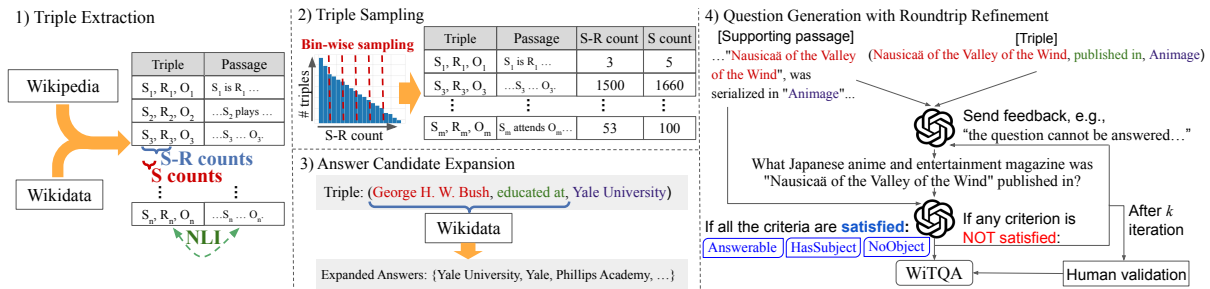 1) Triple Extraction
Wikipedia
Wikidata
Triple Passage
S1, R1, O1 S1 is R1 …
S2, R2, O2 …S2 plays …
S3, R3, O3 …S3 … O3.
S-R counts
S counts
Sn, Rn, On …Sn … On.
NLI
2) Triple Sampling
Bin-wise sampling
# triples
S-R count
Triple Passage S-R count S count
S1, R1, O1 S1 is R1 … 3 5
S3, R3, O3 …S3 … O3. 1500 1660
Sm, Rm, Om Sm attends Om… 53 100
3) Answer Candidate Expansion
Triple: (George H. W. Bush, educated at, Yale University)
Wikidata
Expanded Answers: {Yale University, Yale, Phillips Academy, …}
4) Question Generation with Roundtrip Refinement
[Supporting passage]
…"Nausicaä of the Valley
of the Wind", was
serialized in "Animage"...
[Triple]
(Nausicaä of the Valley of the Wind, published in, Animage)
Send feedback, e.g.,
“the question cannot be answered…”
What Japanese anime and entertainment magazine was
"Nausicaä of the Valley of the Wind" published in?
If all the criteria are satisfied:
Answerable HasSubject NoObject
If any criterion is
NOT satisfied:
After k
iteration
WiTQA
Human validation